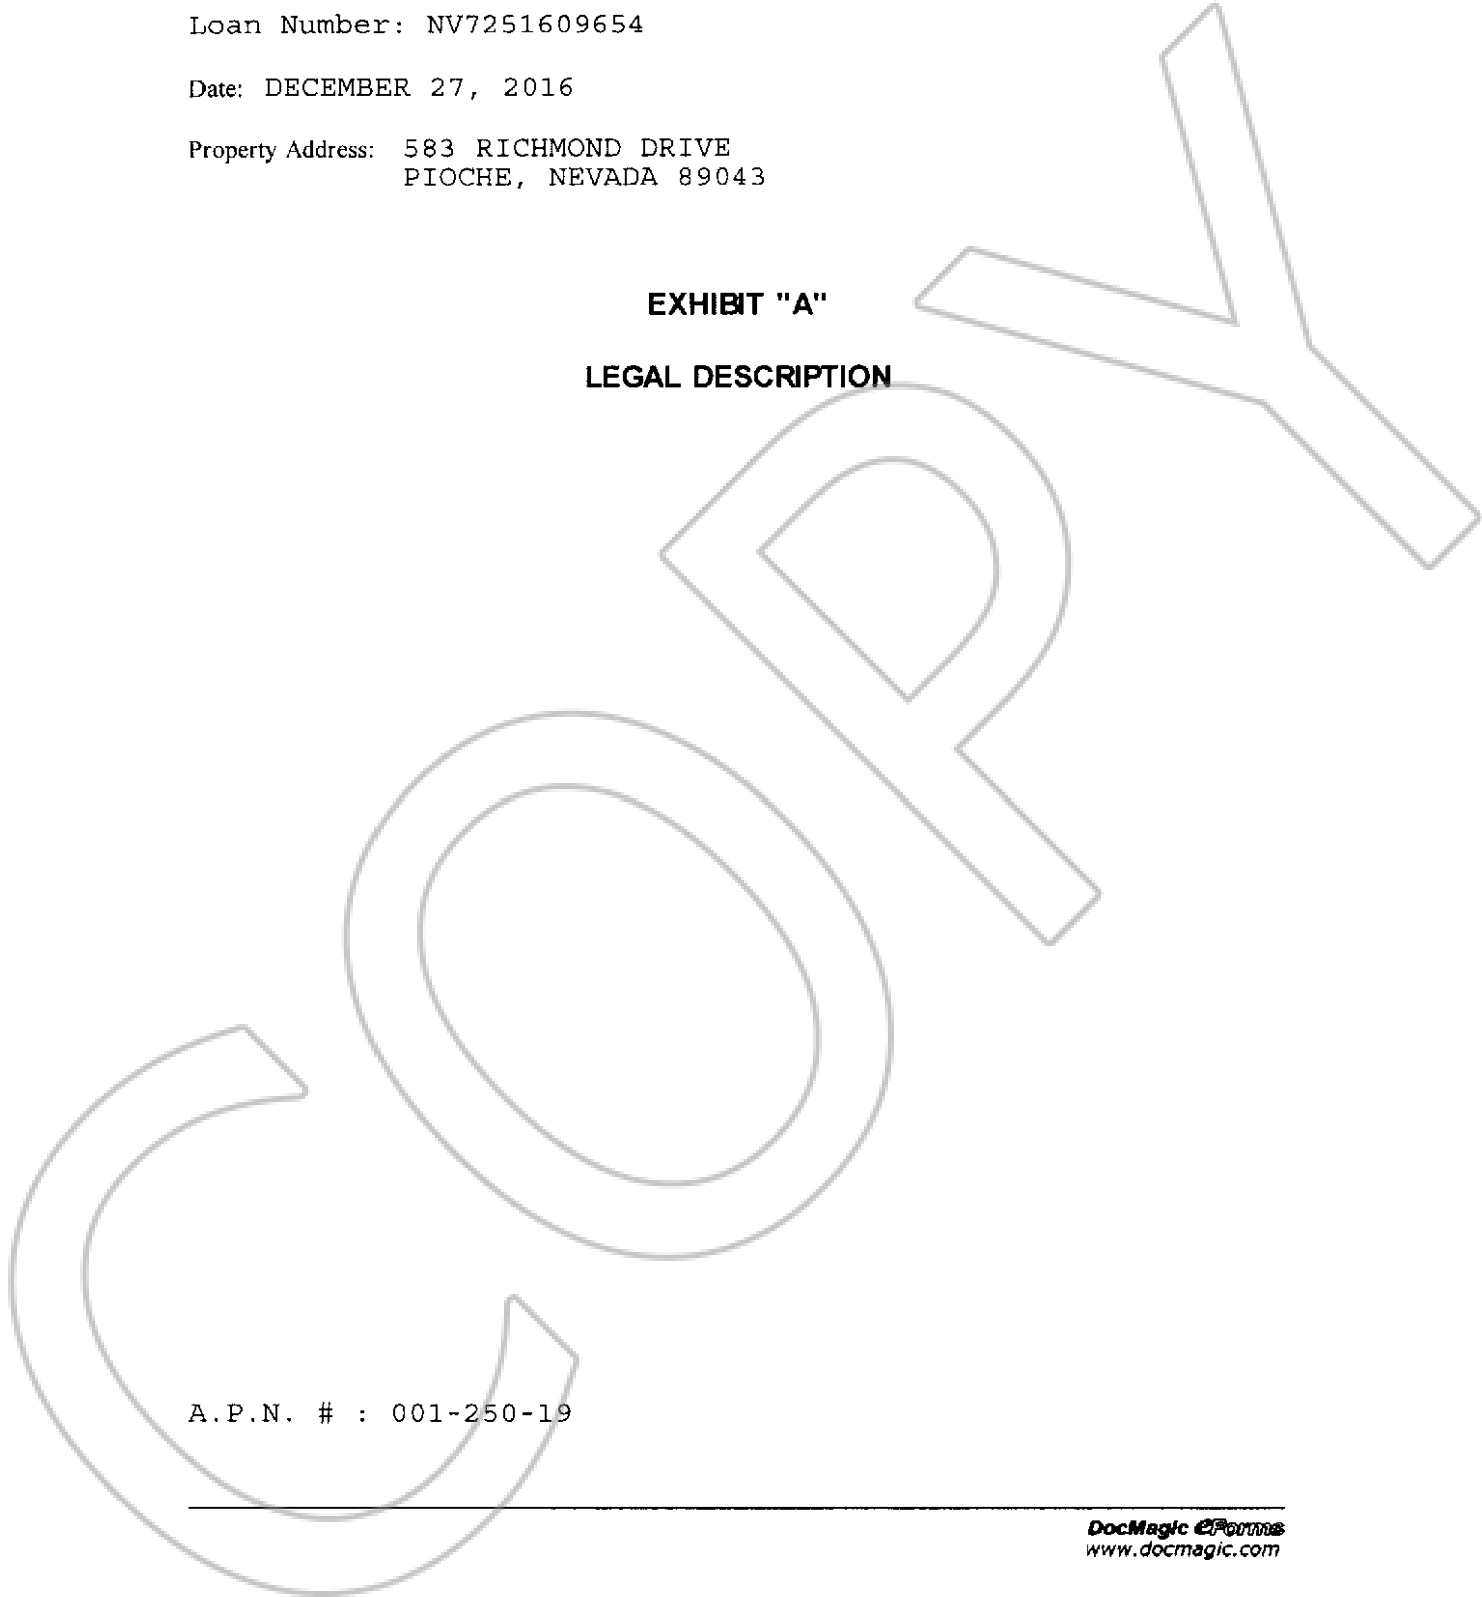 Loan Number: NV7251609654
Date: DECEMBER 27, 2016
Property Address: 583 RICHMOND DRIVE
PIOCHE, NEVADA 89043
EXHIBIT "A"
LEGAL DESCRIPTION
COPY
A.P.N. # : 001-250-19
DocMagic eForms
www.docmagic.com